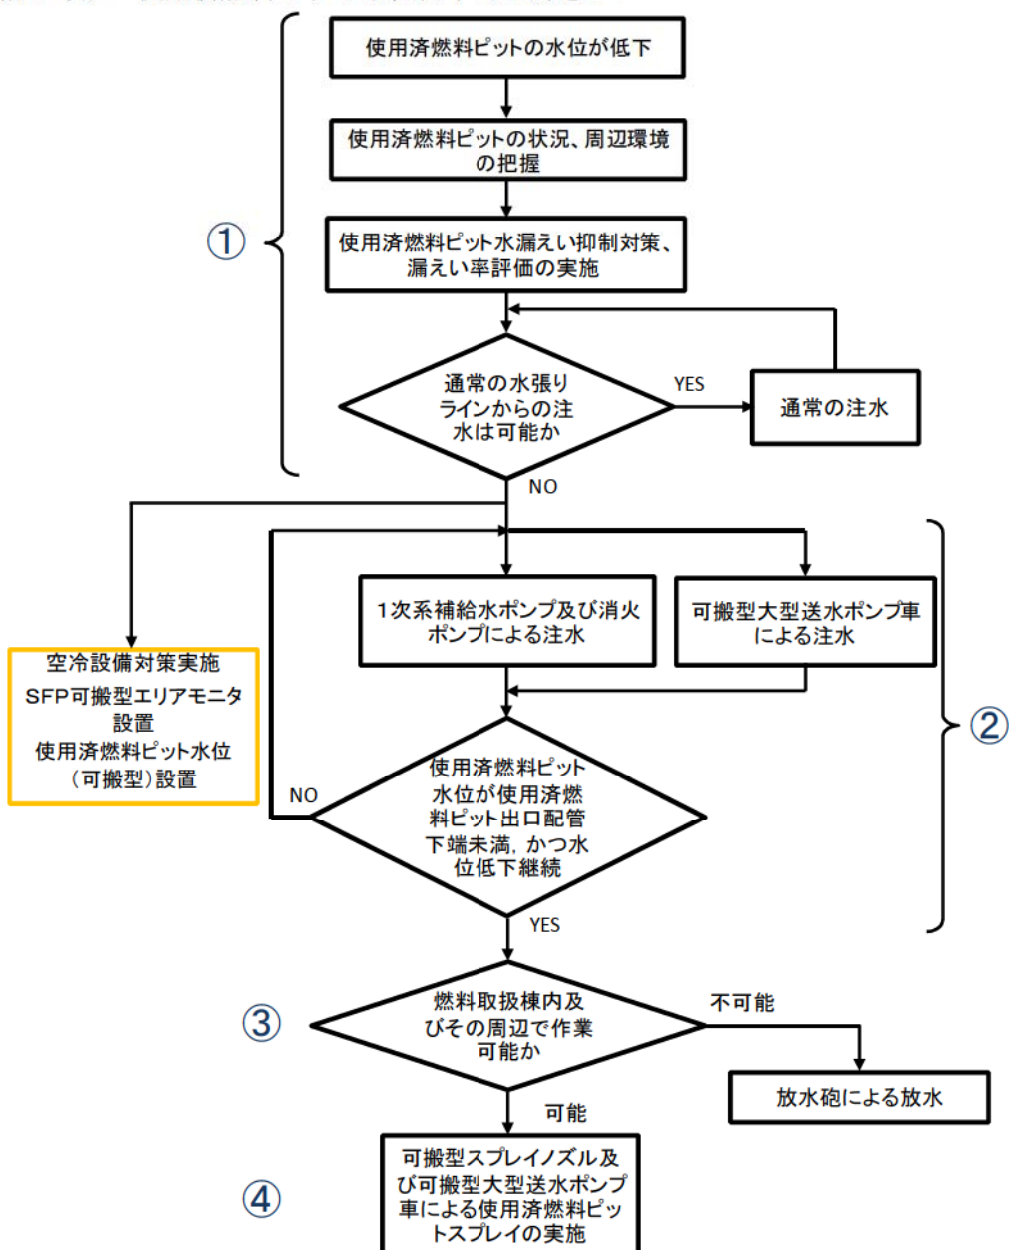 使用済燃料ピットの水位が低下
使用済燃料ピットの状況、周辺環境
の把握
①
使用済燃料ピット水漏えい抑制対策、
漏えい率評価の実施
通常の水張り
ラインからの注
水は可能か
YES
通常の注水
NO
1次系補給水ポンプ及び消火
ポンプによる注水
可搬型大型送水ポンプ車
による注水
空冷設備対策実施
SFP可搬型エリアモニタ
設置
使用済燃料ピット水位
(可搬型)設置
②
NO
使用済燃料ピット
水位が使用済燃
料ピット出口配管
下端未満,かつ水
位低下継続
YES
③
燃料取扱棟内及
びその周辺で作業
可能か
不可能
放水砲による放水
可能
④
可搬型スプレイノズル及
び可搬型大型送水ポンプ
車による使用済燃料ピッ
トスプレイの実施